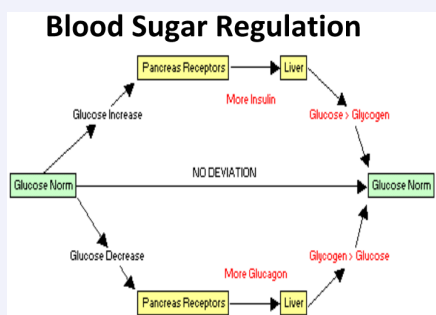 Blood Sugar Regulation
Pancreas Receptors
Liver
More Insulin
Glucose Increase
Glucose > Glycogen
NO DEVIATION
Glucose Norm
Glucose Norm
Glucose Decrease
Glycogen > Glucose
More Glucagon
Pancreas Receptors
Liver